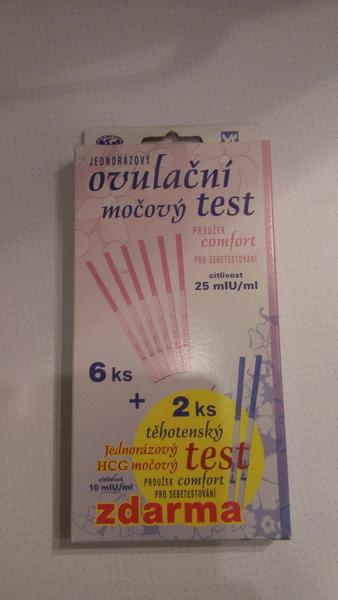 JEDNORÁZOVÝ
ovulační
močový test
PROUŽEK
comfort
PRO SEBETESTOVÁNÍ
citlivost
25 mIU/ml
6 ks
+ 2 ks
těhotenský
Jednorázový
HCG močový test
PROUŽEK comfort
citlivost
10 mIU/ml
PRO SEBETESTOVÁNÍ
zdarma